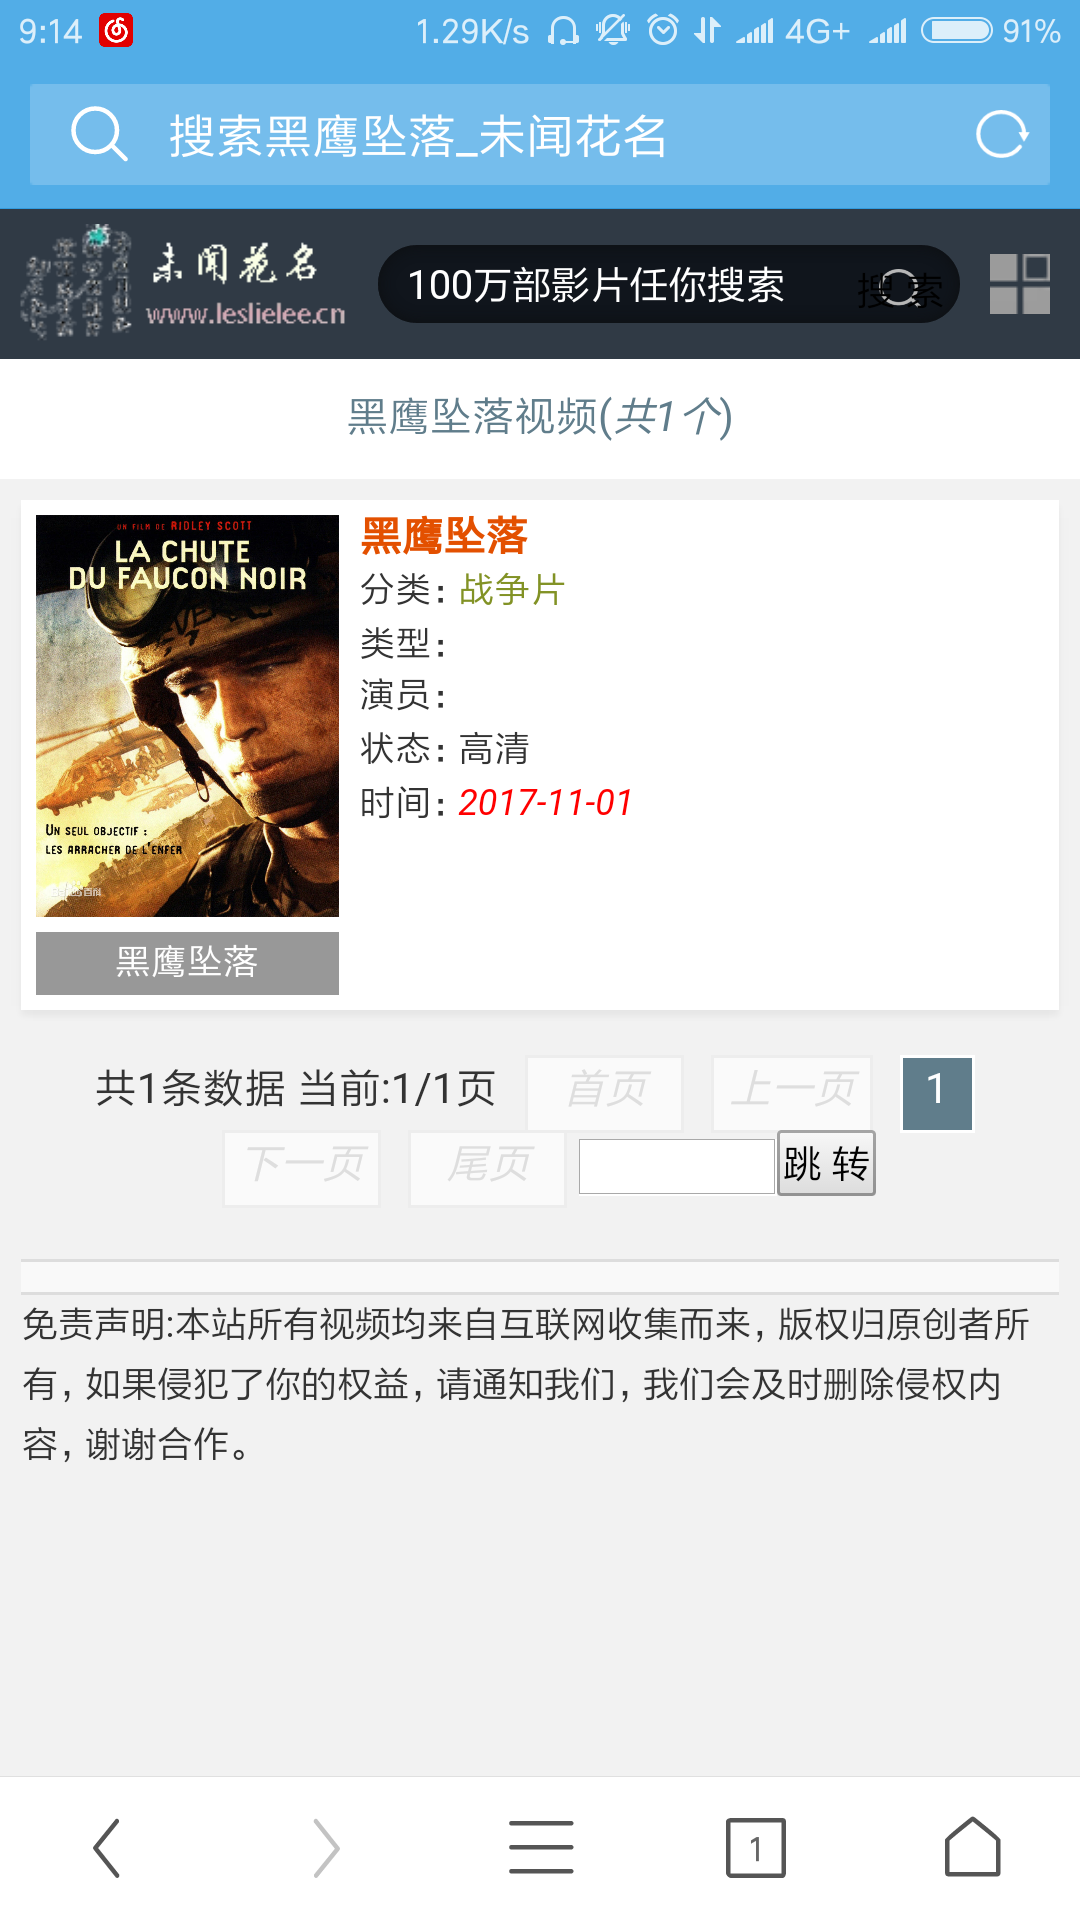 9:14 1.29K/s 4G+ 91%
搜索黑鹰坠落_未闻花名
未闻花名
www.leslielee.cn
100万部影片任你搜索 搜 索
黑鹰坠落视频(共1个)
UN FILM DE RIDLEY SCOTT
LA CHUTE
DU FAUCON NOIR
UN SEUL OBJECTIF :
LES ARRACHER DE L'ENFER
黑鹰坠落
黑鹰坠落
分类：战争片
类型：
演员：
状态：高清
时间：2017-11-01
共1条数据 当前:1/1页 首页 上一页 1
下一页 尾页 跳 转
免责声明:本站所有视频均来自互联网收集而来，版权归原创者所
有，如果侵犯了你的权益，请通知我们，我们会及时删除侵权内
容，谢谢合作。
1